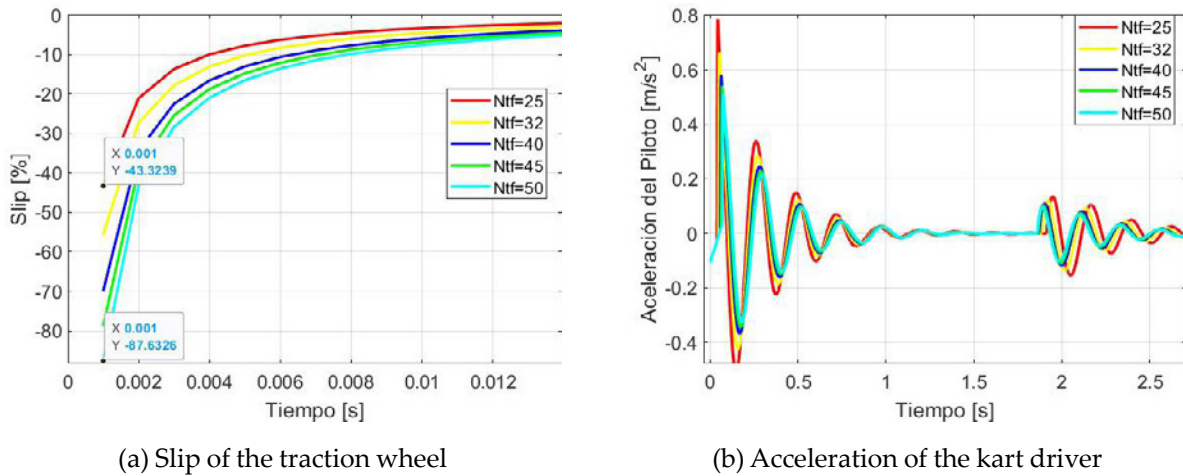 0
-10
-20
-30
-40
-50
-60
-70
-80
Slip [%]
X 0.001
Y -43.3239
X 0.001
Y -87.6326
Ntf=25
Ntf=32
Ntf=40
Ntf=45
Ntf=50
0 0.002 0.004 0.006 0.008 0.01 0.012
Tiempo [s]
(a) Slip of the traction wheel
0.8
0.6
0.4
0.2
0
-0.2
-0.4
Aceleración del Piloto [m/s²]
Ntf=25
Ntf=32
Ntf=40
Ntf=45
Ntf=50
0 0.5 1 1.5 2 2.5
Tiempo [s]
(b) Acceleration of the kart driver